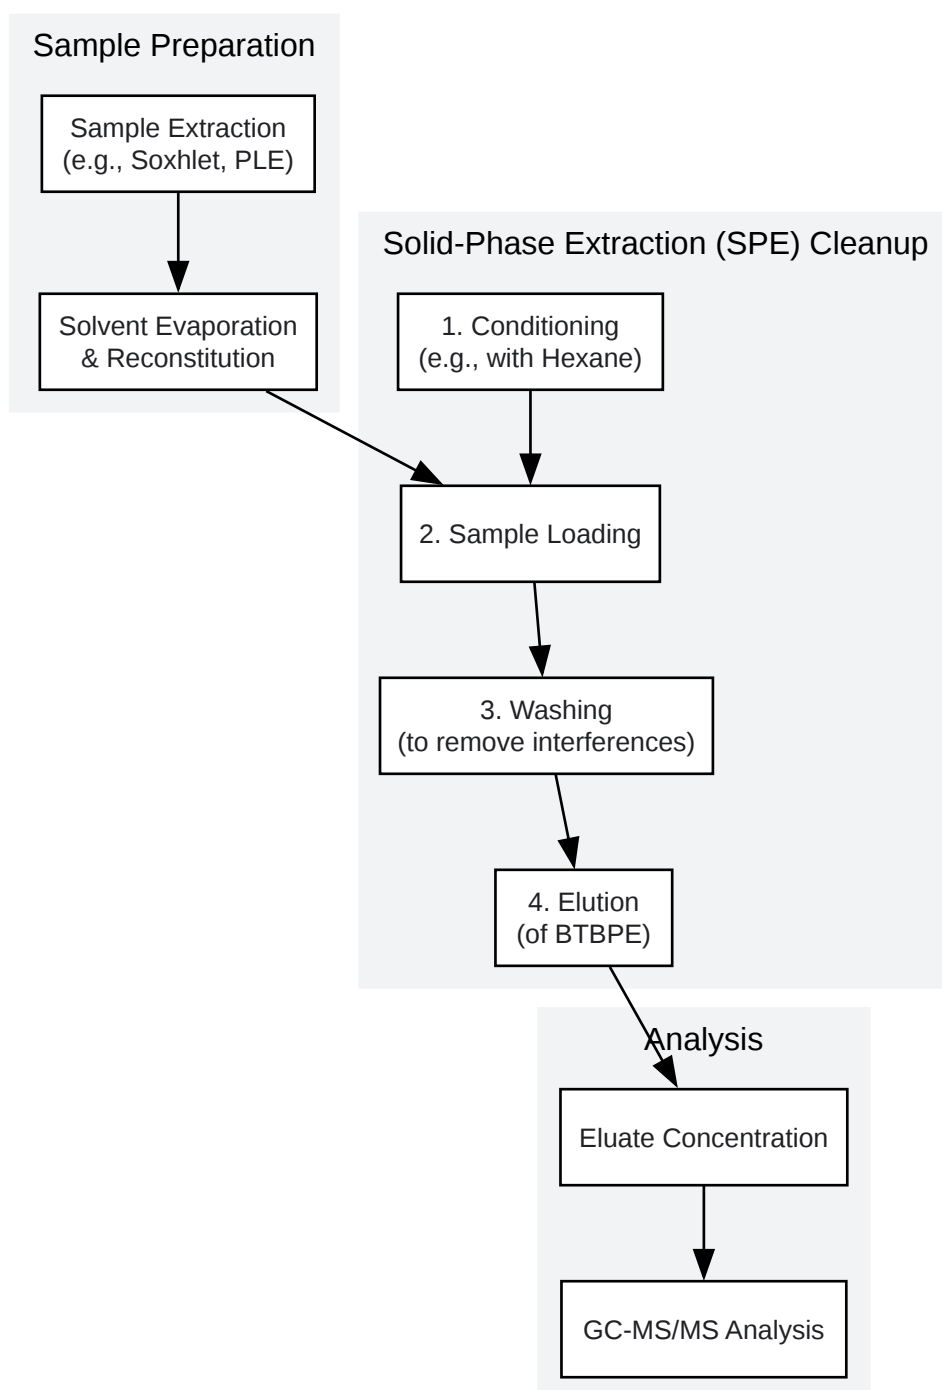 Sample Preparation
Sample Extraction
(e.g., Soxhlet, PLE)
Solvent Evaporation
& Reconstitution
Solid-Phase Extraction (SPE) Cleanup
1. Conditioning
(e.g., with Hexane)
2. Sample Loading
3. Washing
(to remove interferences)
4. Elution
(of BTBPE)
Analysis
Eluate Concentration
GC-MS/MS Analysis